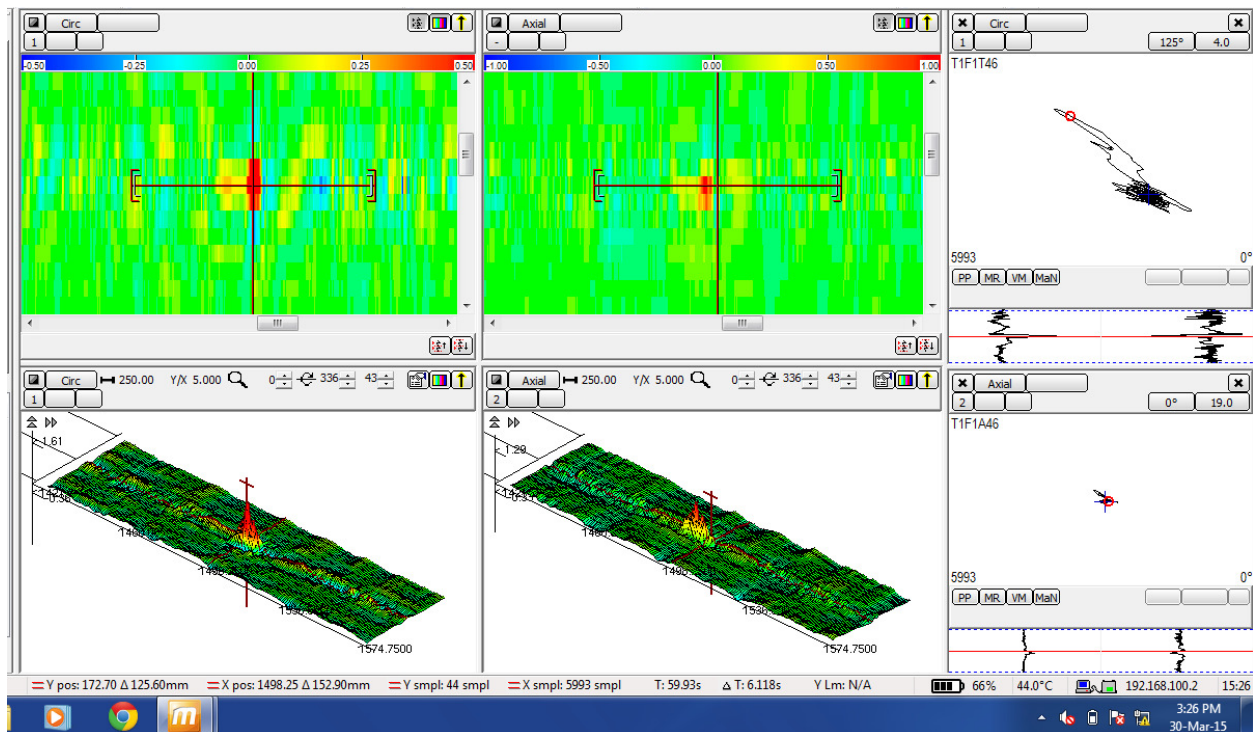 Circ
1
-0.50 -0.25 0.00 0.25 0.50
Axial
-
-1.00 -0.50 0.00 0.50 1.00
Circ
1 125° 4.0
T1F1T46
5993 0°
PP MR VM MaN
Circ 250.00 Y/X 5.000 0 336 43
1
1.61
1574.7500
Axial 250.00 Y/X 5.000 0 336 43
2
1.29
1574.7500
Axial
2 0° 19.0
T1F1A46
5993 0°
PP MR VM MaN
Y pos: 172.70 Δ 125.60mm X pos: 1498.25 Δ 152.90mm Y smpl: 44 smpl X smpl: 5993 smpl T: 59.93s Δ T: 6.118s Y Lm: N/A 66% 44.0°C 192.168.100.2 15:26
m
3:26 PM
30-Mar-15